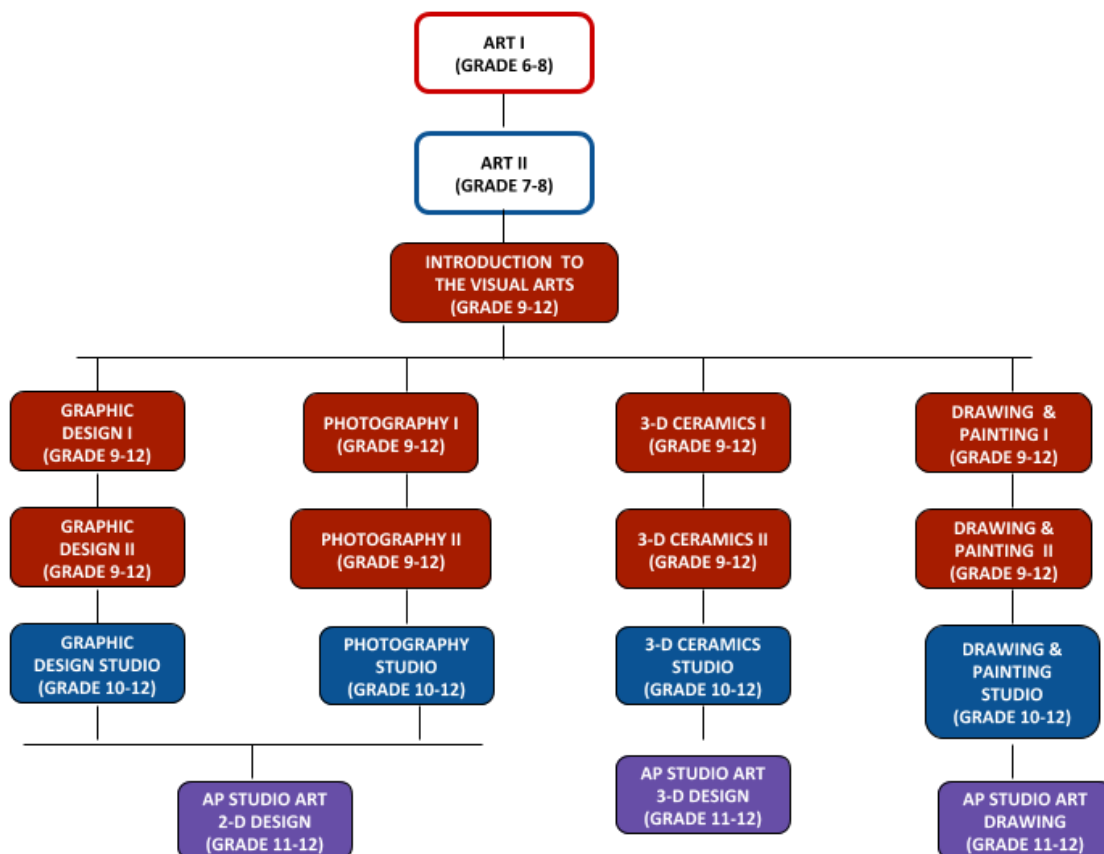 ART I
(GRADE 6-8)
ART II
(GRADE 7-8)
INTRODUCTION TO
THE VISUAL ARTS
(GRADE 9-12)
GRAPHIC
DESIGN I
(GRADE 9-12)
PHOTOGRAPHY I
(GRADE 9-12)
3-D CERAMICS I
(GRADE 9-12)
DRAWING &
PAINTING I
(GRADE 9-12)
GRAPHIC
DESIGN II
(GRADE 9-12)
PHOTOGRAPHY II
(GRADE 9-12)
3-D CERAMICS II
(GRADE 9-12)
DRAWING &
PAINTING II
(GRADE 9-12)
GRAPHIC
DESIGN STUDIO
(GRADE 10-12)
PHOTOGRAPHY
STUDIO
(GRADE 10-12)
3-D CERAMICS
STUDIO
(GRADE 10-12)
DRAWING &
PAINTING
STUDIO
(GRADE 10-12)
AP STUDIO ART
2-D DESIGN
(GRADE 11-12)
AP STUDIO ART
3-D DESIGN
(GRADE 11-12)
AP STUDIO ART
DRAWING
(GRADE 11-12)